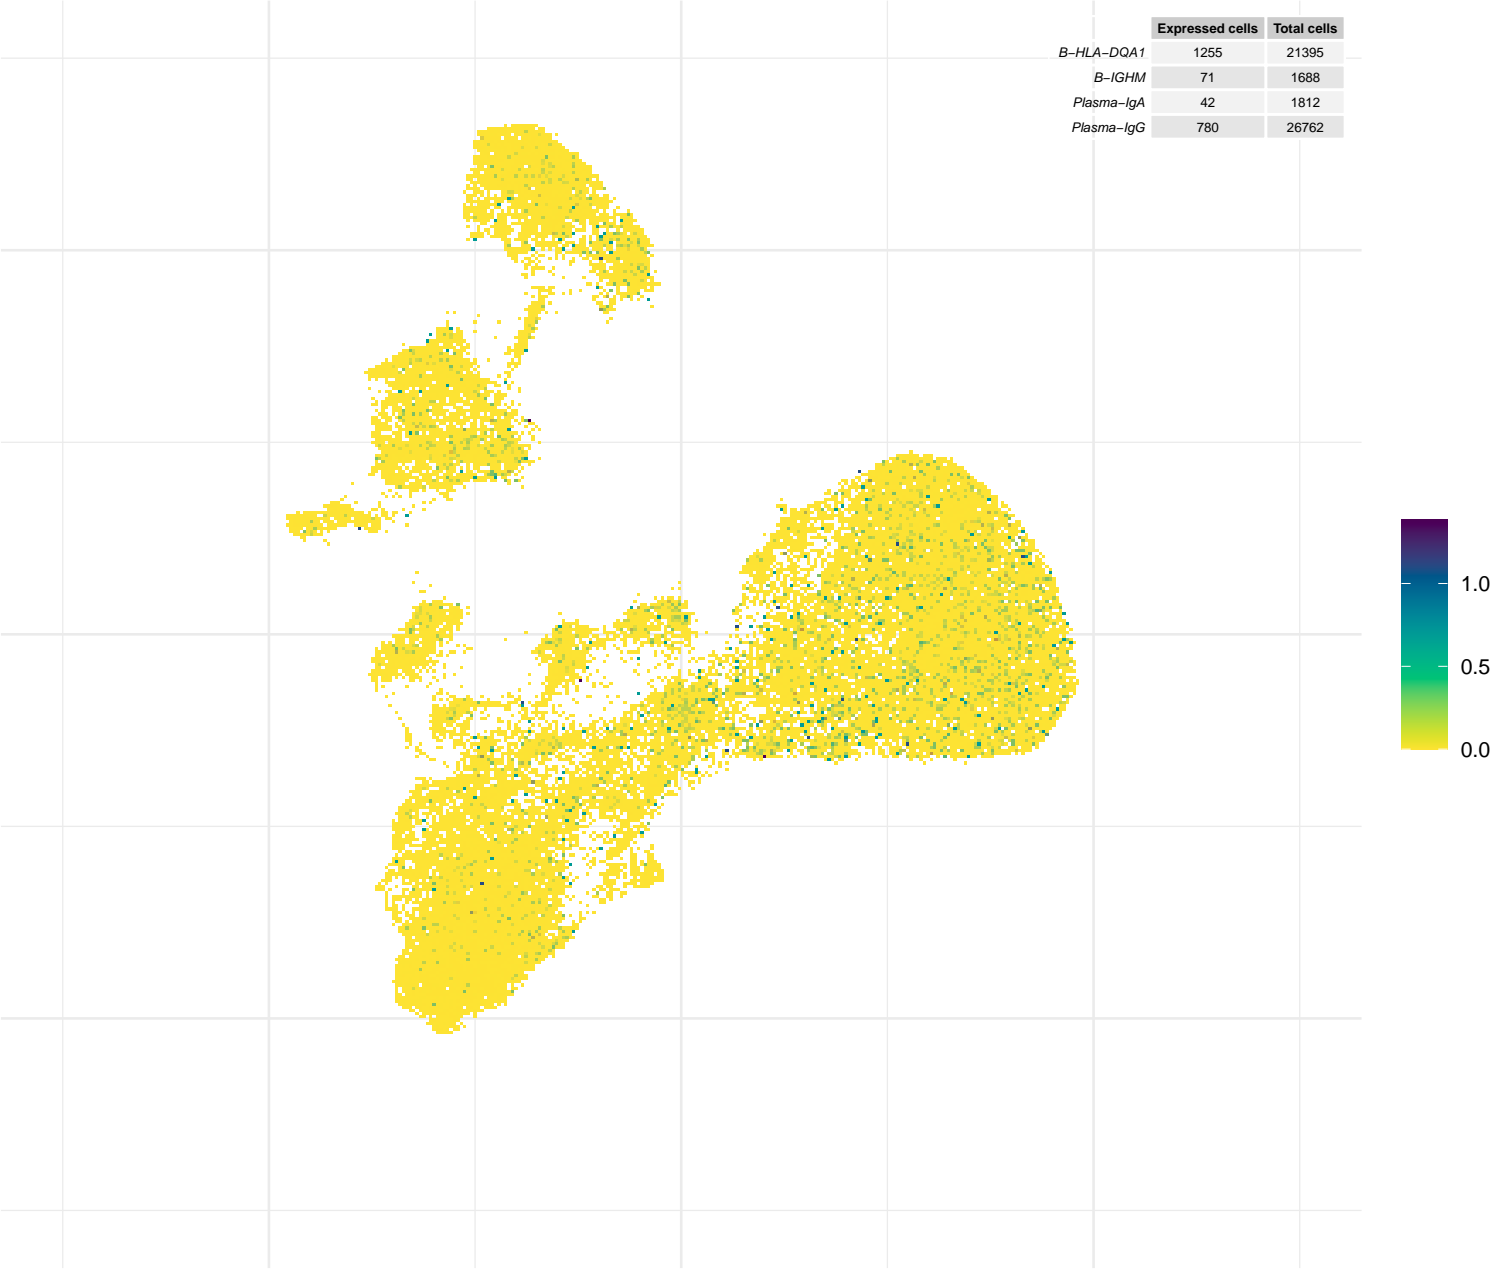 Expressed cells Total cells
B−HLA−DQA1 1255 21395
B−IGHM 71 1688
Plasma−IgA 42 1812
Plasma−IgG 780 26762
1.0
0.5
0.0